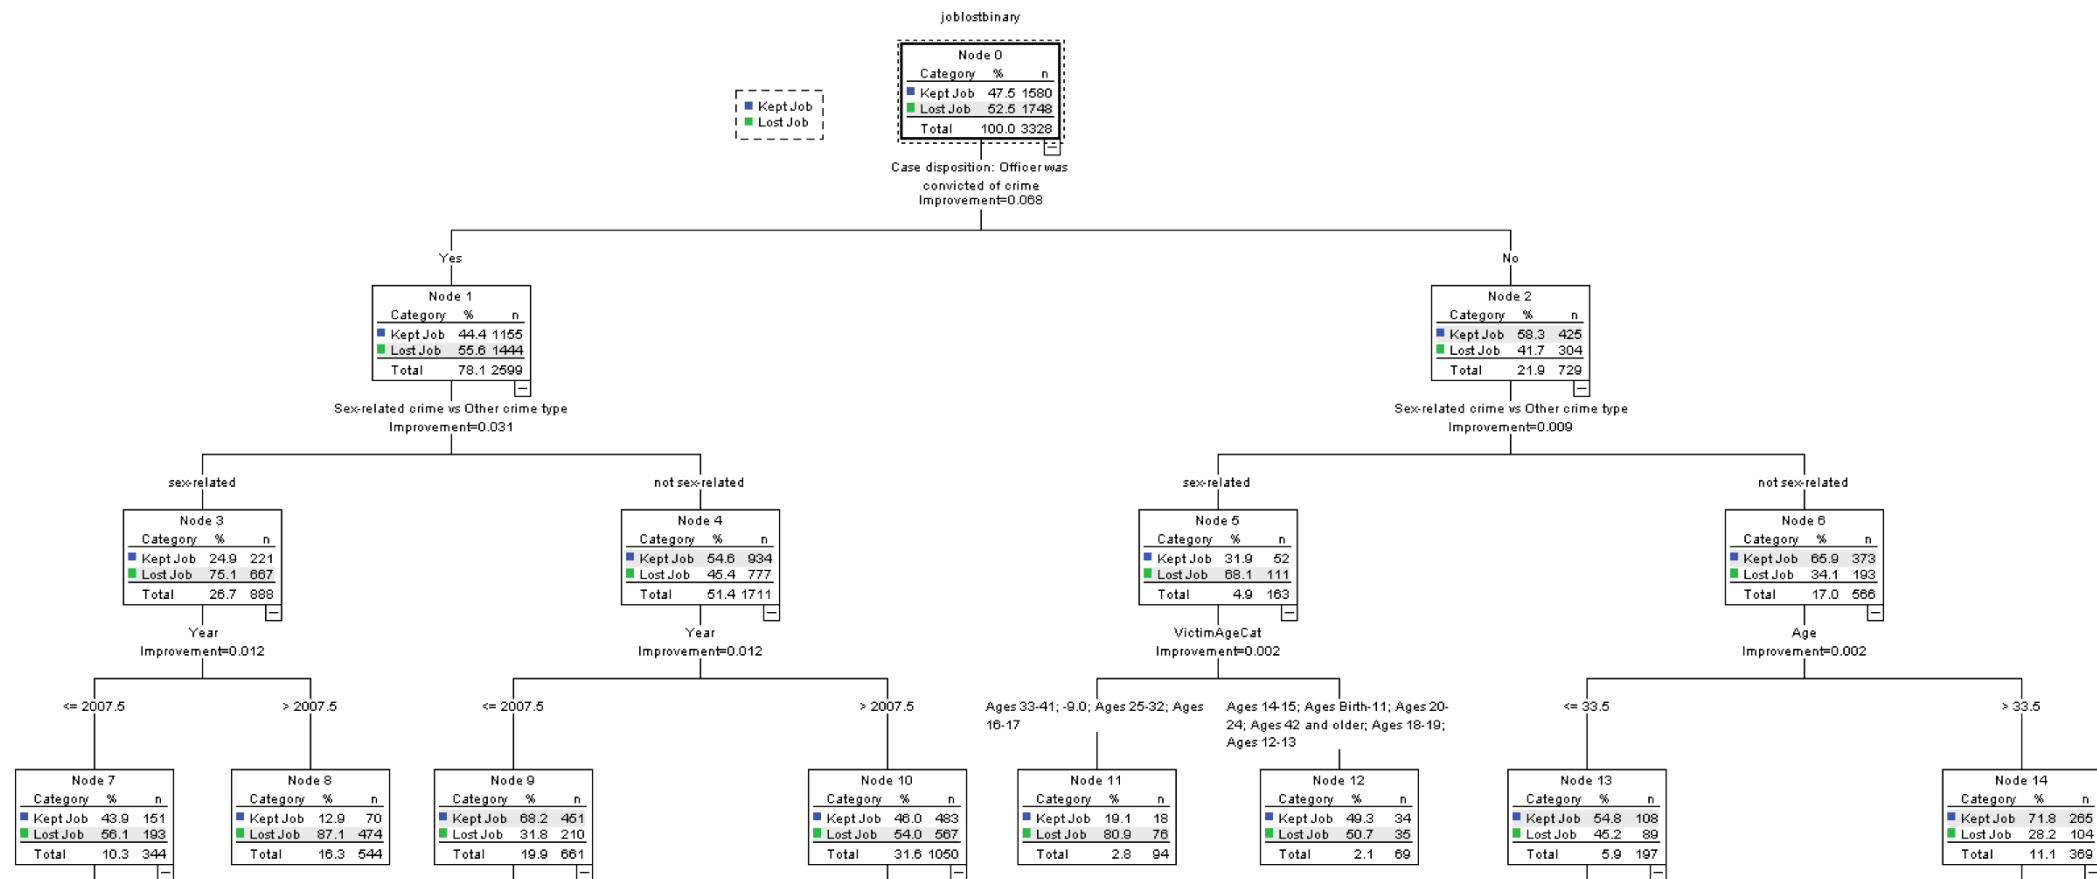 joblostbinary
Node 0
Category % n
Kept Job 47.5 1580
Lost Job 52.5 1748
Total 100.0 3328
Kept Job
Lost Job
Case disposition: Officer was
convicted of crime
Improvement=0.068
Yes
No
Node 1
Category % n
Kept Job 44.4 1155
Lost Job 55.6 1444
Total 78.1 2599
Node 2
Category % n
Kept Job 58.3 425
Lost Job 41.7 304
Total 21.9 729
Sex-related crime vs Other crime type
Improvement=0.031
Sex-related crime vs Other crime type
Improvement=0.009
sex-related
not sex-related
sex-related
not sex-related
Node 3
Category % n
Kept Job 24.9 221
Lost Job 75.1 667
Total 26.7 888
Node 4
Category % n
Kept Job 54.6 934
Lost Job 45.4 777
Total 51.4 1711
Node 5
Category % n
Kept Job 31.9 52
Lost Job 68.1 111
Total 4.9 163
Node 6
Category % n
Kept Job 65.9 373
Lost Job 34.1 193
Total 17.0 566
Year
Improvement=0.012
Year
Improvement=0.012
VictimAgeCat
Improvement=0.002
Age
Improvement=0.002
<= 2007.5
> 2007.5
<= 2007.5
> 2007.5
Ages 33-41; -9.0; Ages 25-32; Ages
16-17
Ages 14-15; Ages Birth-11; Ages 20-
24; Ages 42 and older; Ages 18-19;
Ages 12-13
<= 33.5
> 33.5
Node 7
Category % n
Kept Job 43.9 151
Lost Job 56.1 193
Total 10.3 344
Node 8
Category % n
Kept Job 12.9 70
Lost Job 87.1 474
Total 16.3 544
Node 9
Category % n
Kept Job 68.2 451
Lost Job 31.8 210
Total 19.9 661
Node 10
Category % n
Kept Job 46.0 483
Lost Job 54.0 567
Total 31.6 1050
Node 11
Category % n
Kept Job 19.1 18
Lost Job 80.9 76
Total 2.8 94
Node 12
Category % n
Kept Job 49.3 34
Lost Job 50.7 35
Total 2.1 69
Node 13
Category % n
Kept Job 54.8 108
Lost Job 45.2 89
Total 5.9 197
Node 14
Category % n
Kept Job 71.8 265
Lost Job 28.2 104
Total 11.1 369